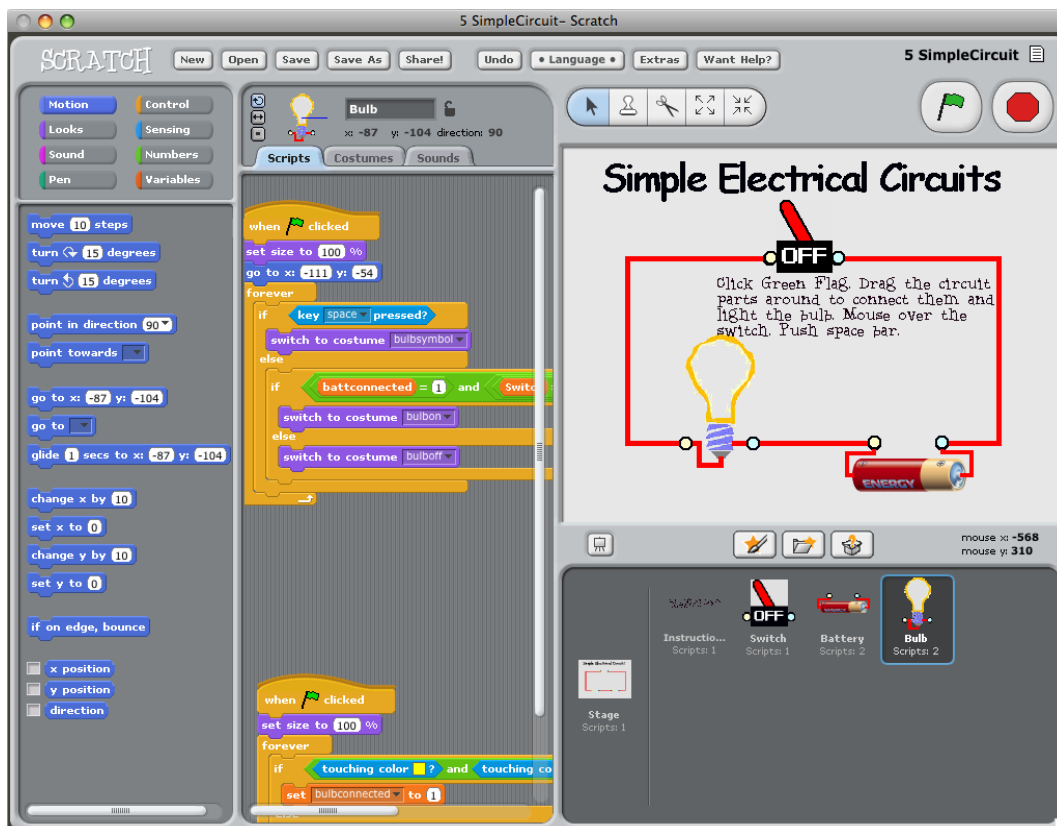 5 SimpleCircuit- Scratch
SCRATCH
New Open Save Save As Share! Undo • Language • Extras Want Help?
5 SimpleCircuit
Motion Control
Looks Sensing
Sound Numbers
Pen Variables
move 10 steps
turn 15 degrees
turn 15 degrees
point in direction 90
point towards
go to x: -87 y: -104
go to
glide 1 secs to x: -87 y: -104
change x by 10
set x to 0
change y by 10
set y to 0
if on edge, bounce
x position
y position
direction
Bulb
x: -87 y: -104 direction: 90
Scripts Costumes Sounds
when clicked
set size to 100 %
go to x: -111 y: -54
forever
if key space pressed?
switch to costume bulbsymbol
else
if battconnected = 1 and
switch to costume bulbon
else
switch to costume bulboff
when clicked
set size to 100 %
forever
if touching color ? and touching
set bulbconnected to 1
Simple Electrical Circuits
OFF
Click Green Flag. Drag the circuit
parts around to connect them and
light the bulb. Mouse over the
switch. Push space bar.
ENERGY
mouse x: -568
mouse y: 310
OFF
Instructio... Switch Battery Bulb
Scripts: 1 Scripts: 1 Scripts: 2 Scripts: 2
Simple Electrical Circuits
Stage
Scripts: 1